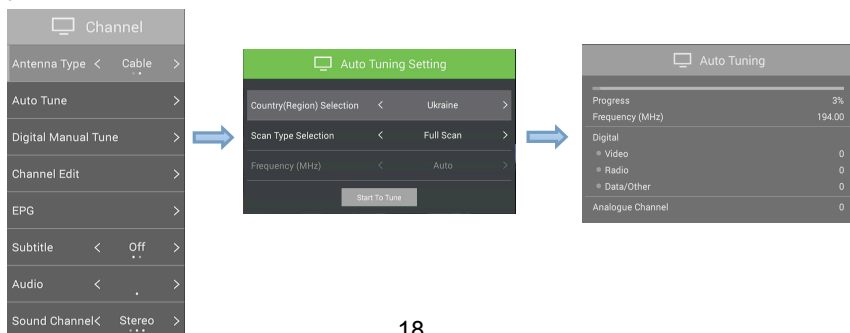 Channel
Antenna Type < Cable >
Auto Tune >
Digital Manual Tune >
Channel Edit >
EPG >
Subtitle < Off >
Audio < >
Sound Channel< Stereo >
Auto Tuning Setting
Country(Region) Selection < Ukraine >
Scan Type Selection < Full Scan >
Frequency (MHz) < Auto >
Start To Tune
Auto Tuning
Progress 3%
Frequency (MHz) 194.00
Digital
Video 0
Radio 0
Data/Other 0
Analogue Channel 0
18